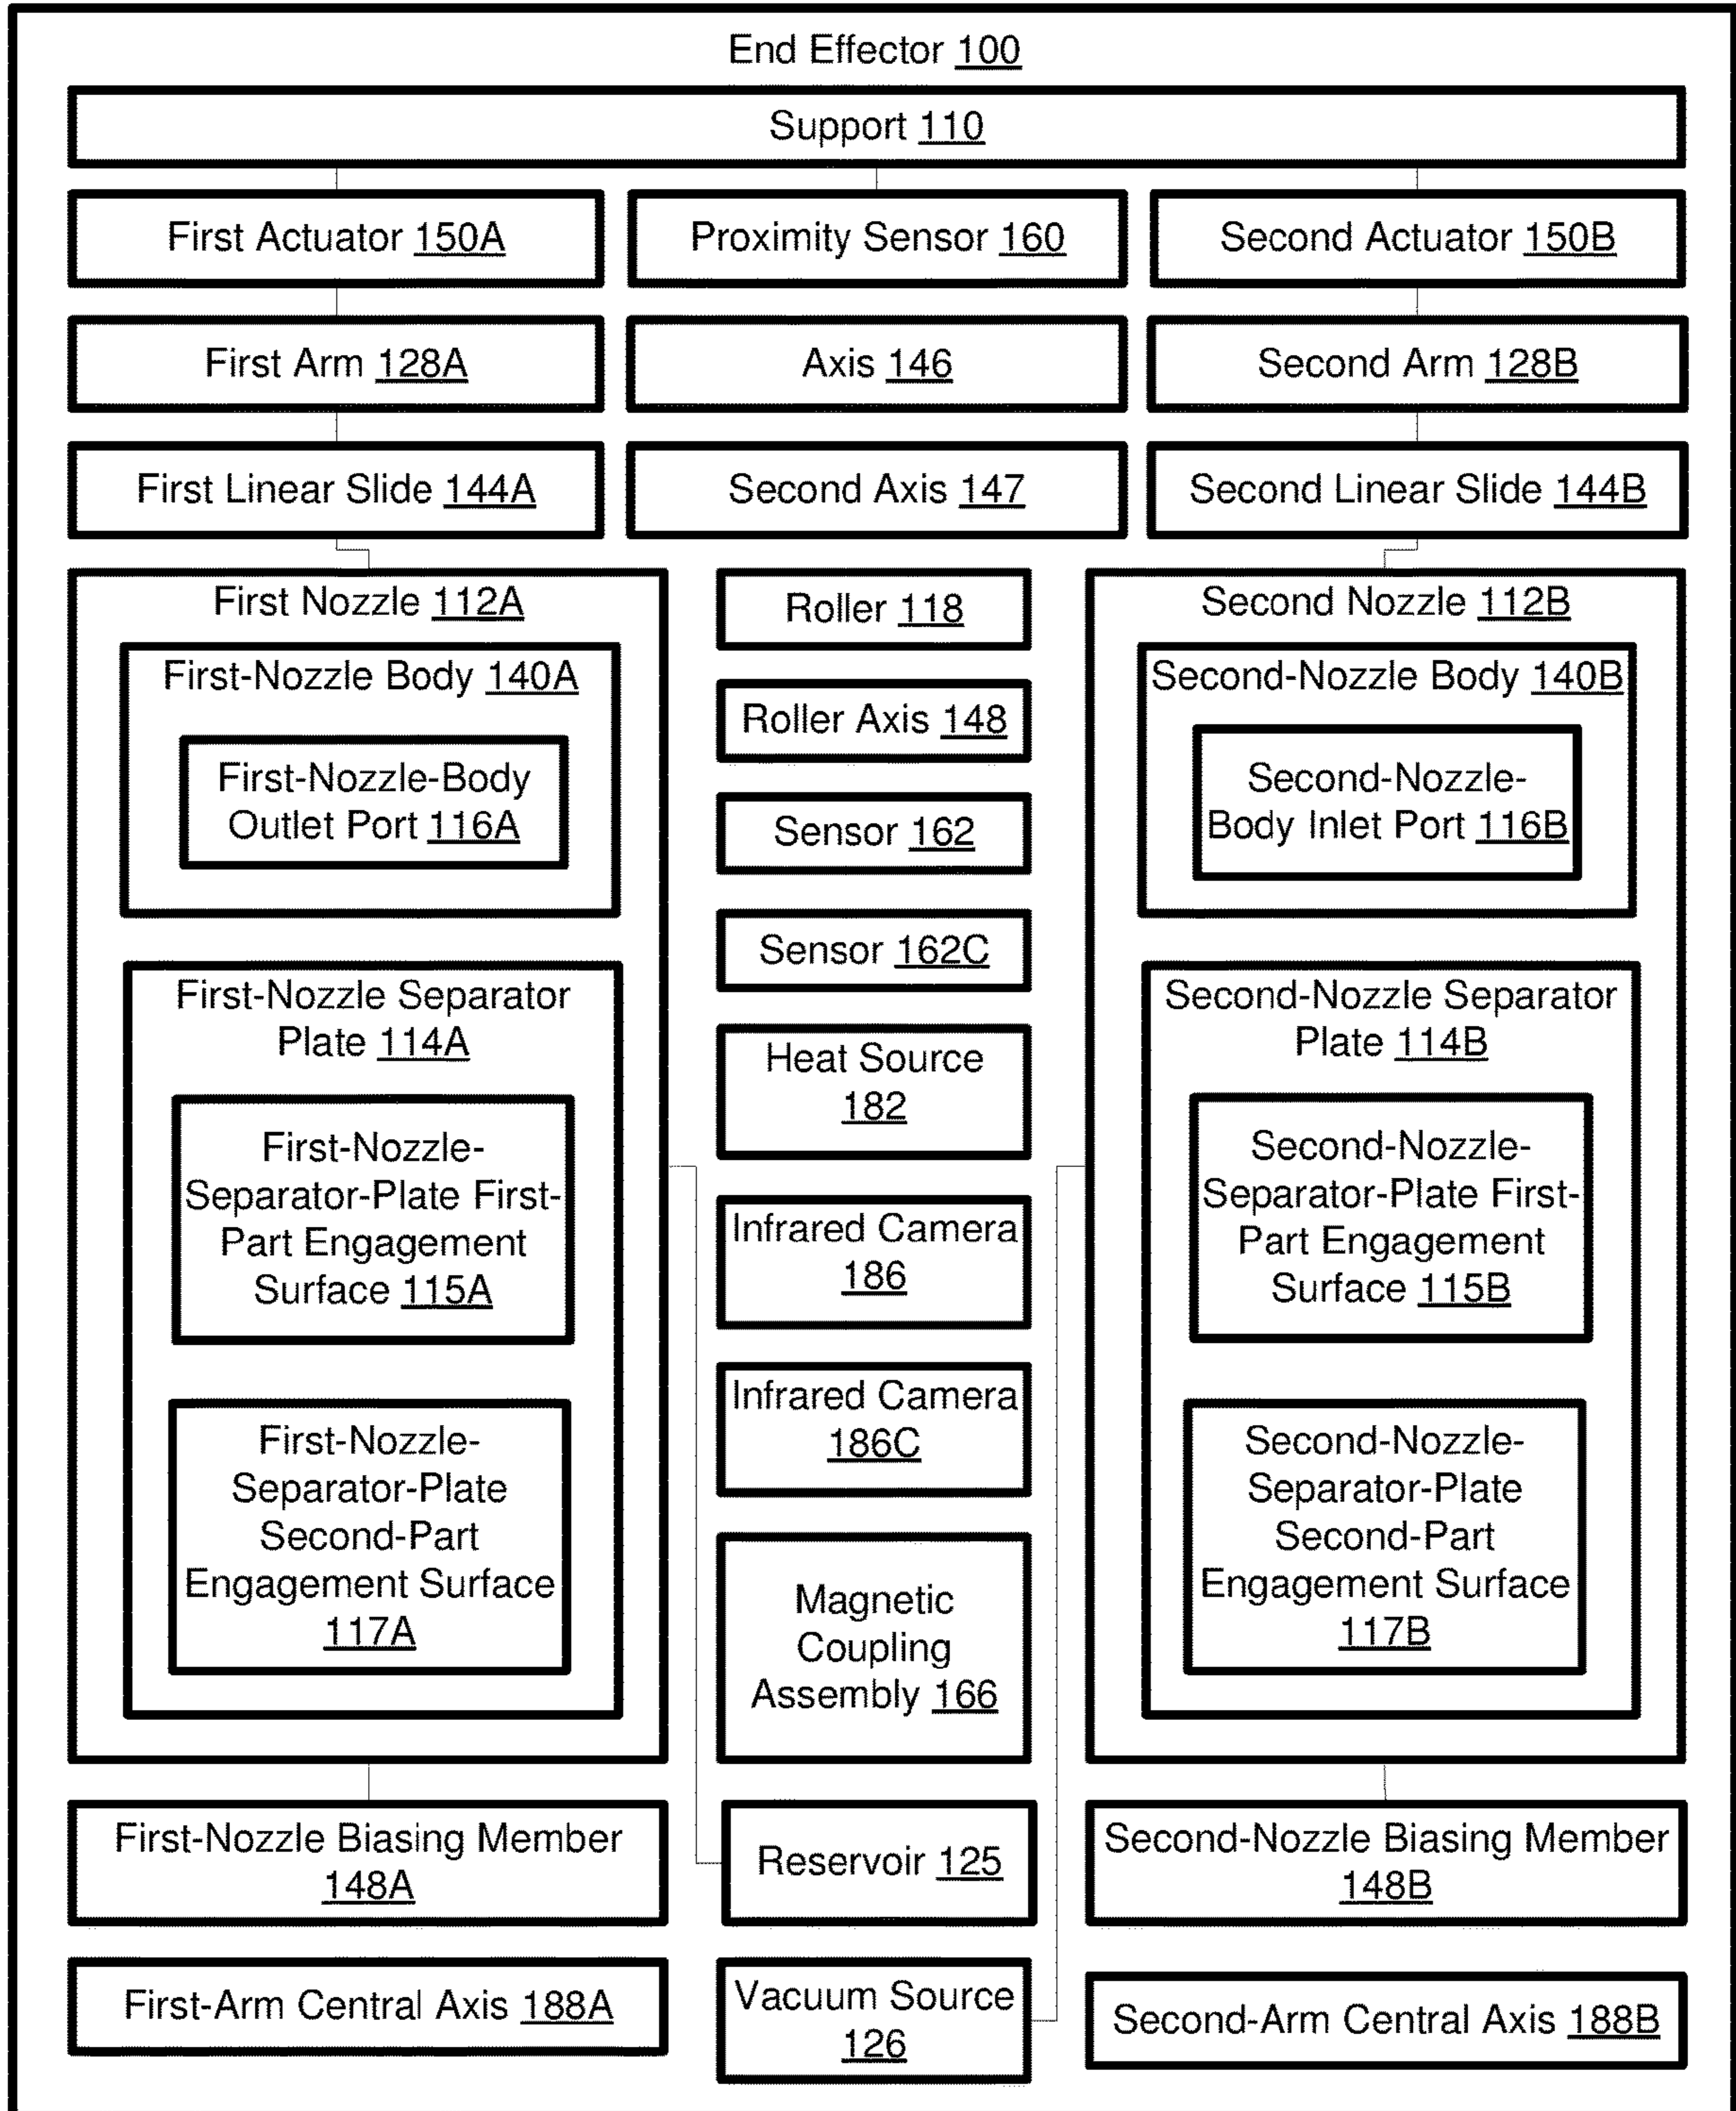 End Effector 100
Support 110
First Actuator 150A
Proximity Sensor 160
Second Actuator 150B
First Arm 128A
Axis 146
Second Arm 128B
First Linear Slide 144A
Second Axis 147
Second Linear Slide 144B
First Nozzle 112A
First-Nozzle Body 140A
First-Nozzle-Body
Outlet Port 116A
First-Nozzle Separator
Plate 114A
First-Nozzle-
Separator-Plate First-
Part Engagement
Surface 115A
First-Nozzle-
Separator-Plate
Second-Part
Engagement Surface
117A
First-Nozzle Biasing Member
148A
First-Arm Central Axis 188A
Roller 118
Roller Axis 148
Sensor 162
Sensor 162C
Heat Source
182
Infrared Camera
186
Infrared Camera
186C
Magnetic
Coupling
Assembly 166
Reservoir 125
Vacuum Source
126
Second Nozzle 112B
Second-Nozzle Body 140B
Second-Nozzle-
Body Inlet Port 116B
Second-Nozzle Separator
Plate 114B
Second-Nozzle-
Separator-Plate First-
Part Engagement
Surface 115B
Second-Nozzle-
Separator-Plate
Second-Part
Engagement Surface
117B
Second-Nozzle Biasing Member
148B
Second-Arm Central Axis 188B